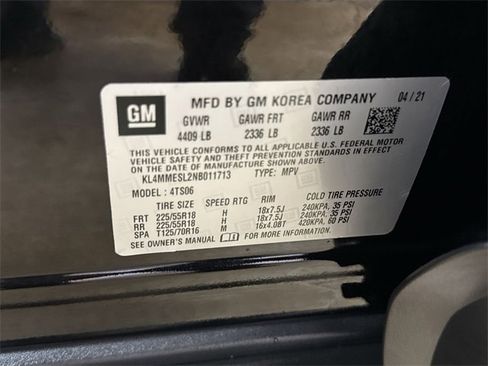 GM
MFD BY GM KOREA COMPANY 04/21
GVWR GAWR FRT GAWR RR
4409 LB 2336 LB 2336 LB
THIS VEHICLE CONFORMS TO ALL APPLICABLE U.S. FEDERAL MOTOR
VEHICLE SAFETY AND THEFT PREVENTION STANDARDS IN EFFECT
ON THE DATE OF MANUFACTURE SHOWN ABOVE.
KL4MMESL2NB011713 TYPE: MPV
MODEL: 4TS06
TIRE SIZE SPEED RTG RIM COLD TIRE PRESSURE
FRT 225/55R18 H 18x7.5J 240KPA, 35 PSI
RR 225/55R18 H 18x7.5J 240KPA, 35 PSI
SPA T125/70R16 M 16x4.0BT 420KPA, 60 PSI
SEE OWNER'S MANUAL FOR MORE INFORMATION.